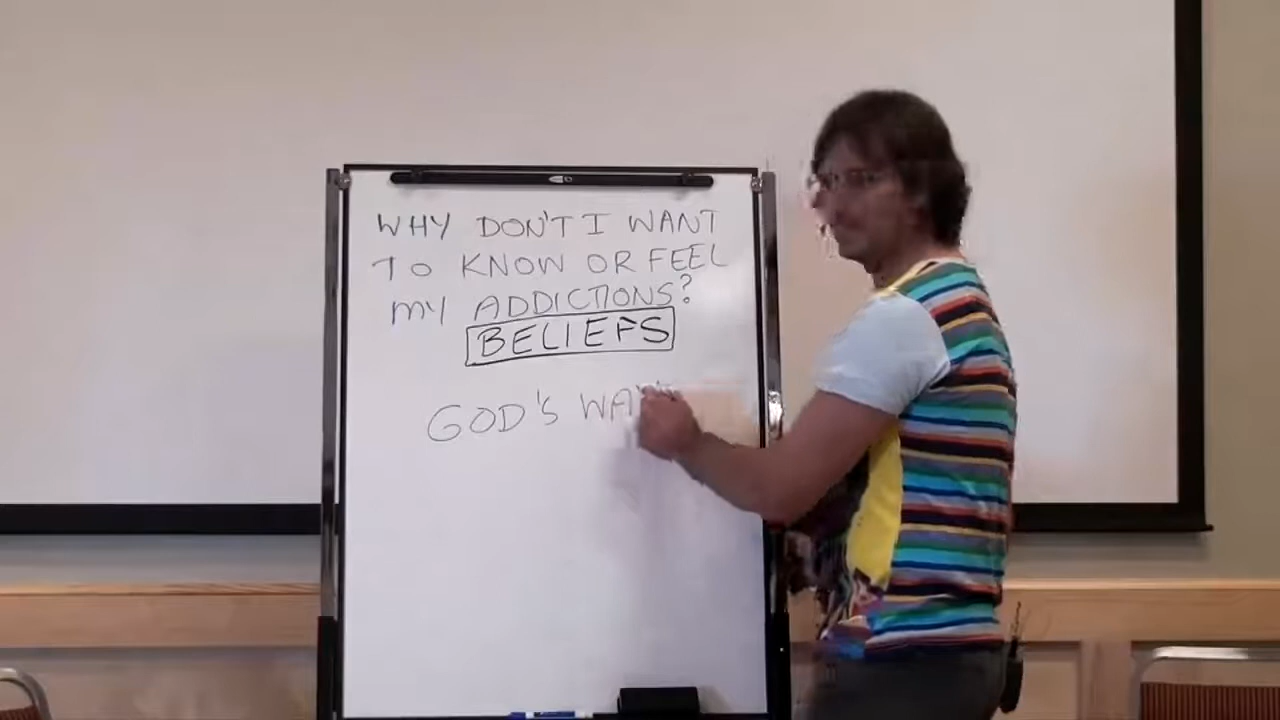 WHY DON'T I WANT
TO KNOW OR FEEL
MY ADDICTIONS?
BELIEFS
GOD'S